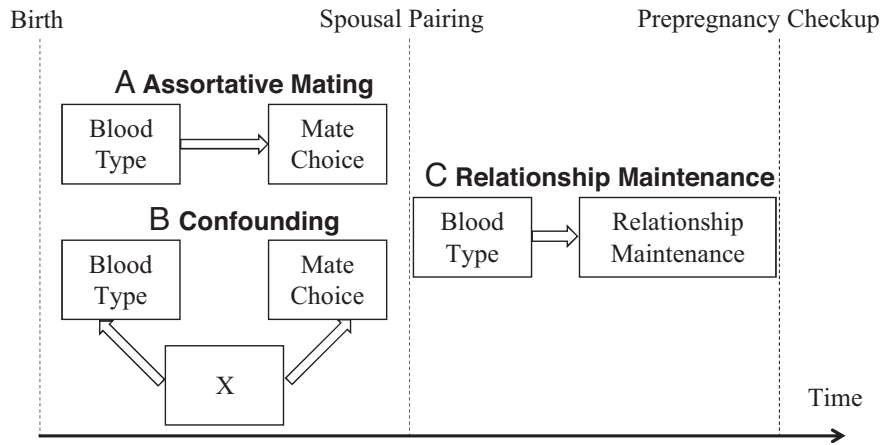 Birth
Spousal Pairing
Prepregnancy Checkup
A Assortative Mating
Blood
Type
Mate
Choice
B Confounding
Blood
Type
Mate
Choice
X
C Relationship Maintenance
Blood
Type
Relationship
Maintenance
Time